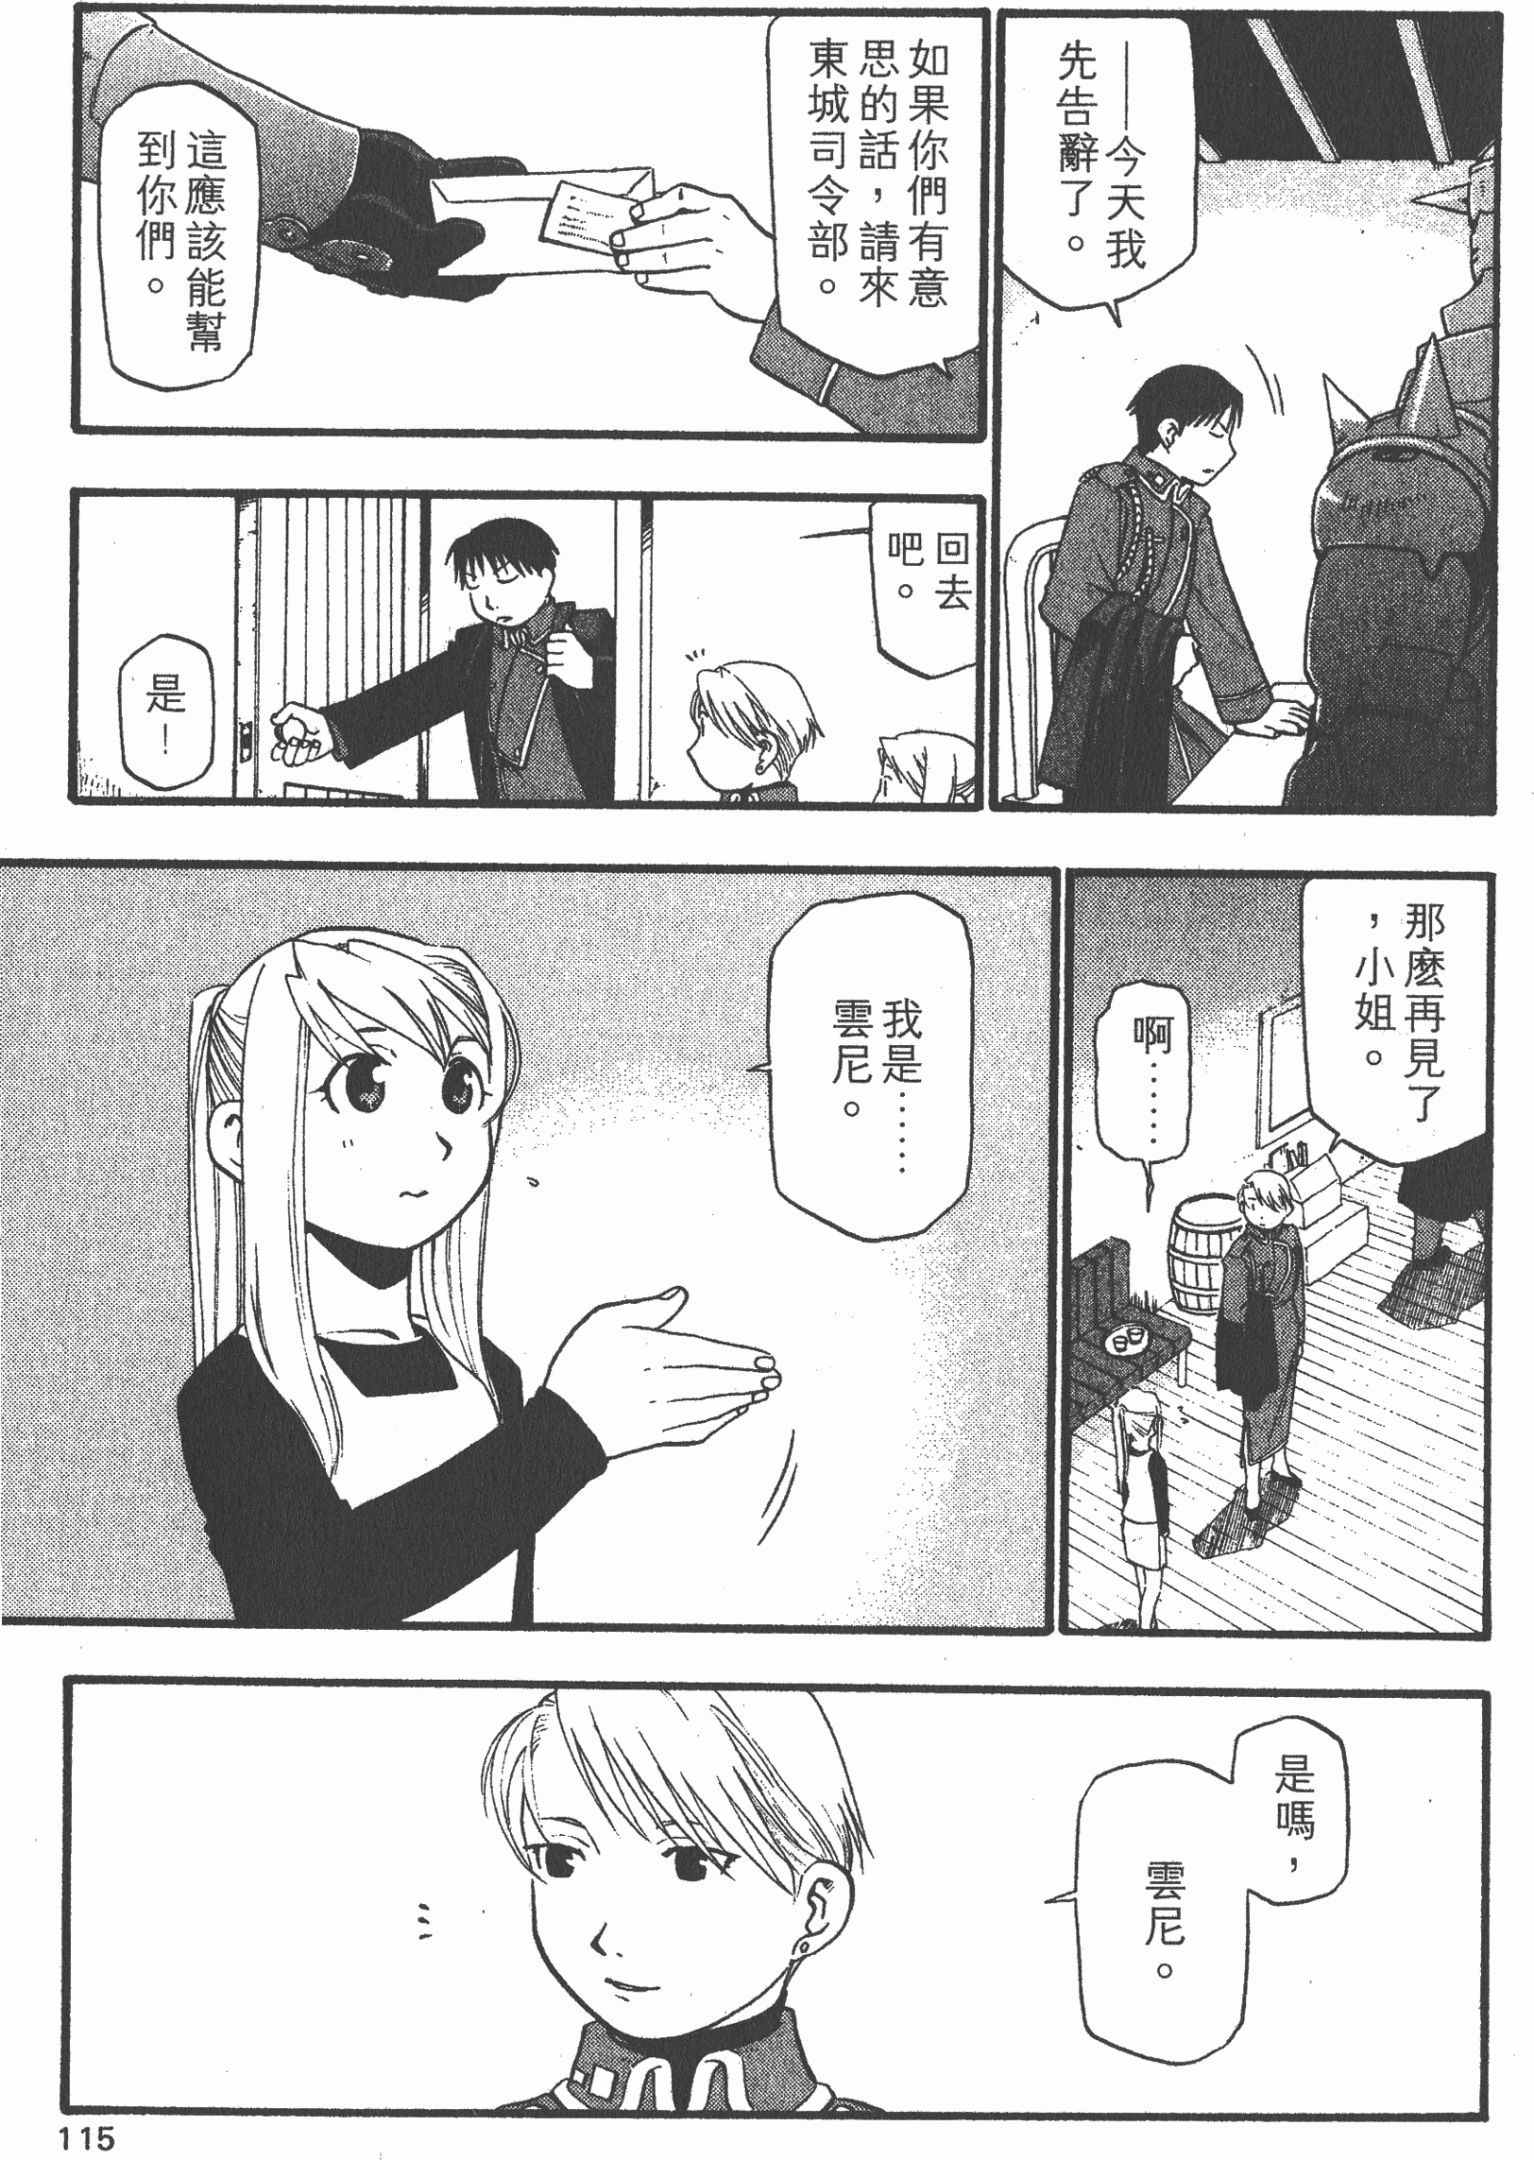 ——今天我
先告辭了。
如果你們有意
思的話，請來
東城司令部。
這應該能幫
到你們。
回去
吧。
是！
那麼再見了
，小姐。
啊……
我是……
雲尼。
是嗎，
雲尼。
115